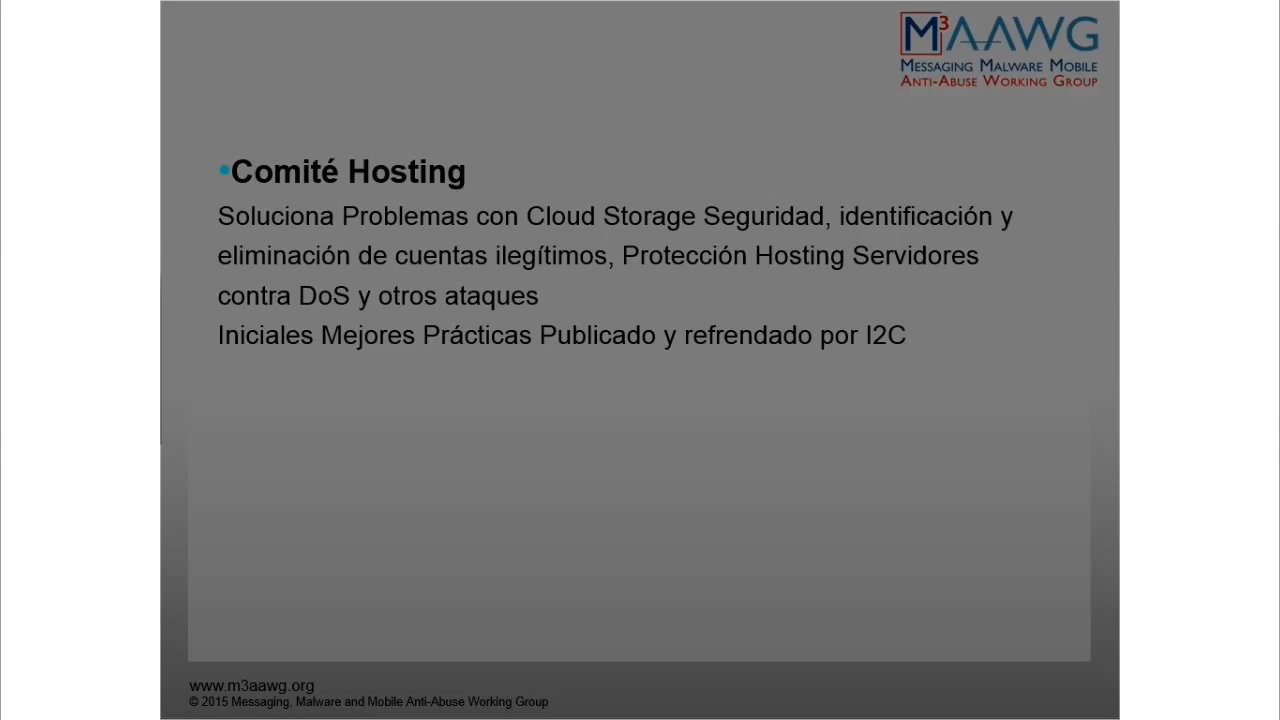 M3AAWG
MESSAGING MALWARE MOBILE
ANTI-ABUSE WORKING GROUP
•Comité Hosting
Soluciona Problemas con Cloud Storage Seguridad, identificación y
eliminación de cuentas ilegítimos, Protección Hosting Servidores
contra DoS y otros ataques
Iniciales Mejores Prácticas Publicado y refrendado por I2C
www.m3aawg.org
© 2015 Messaging, Malware and Mobile Anti-Abuse Working Group